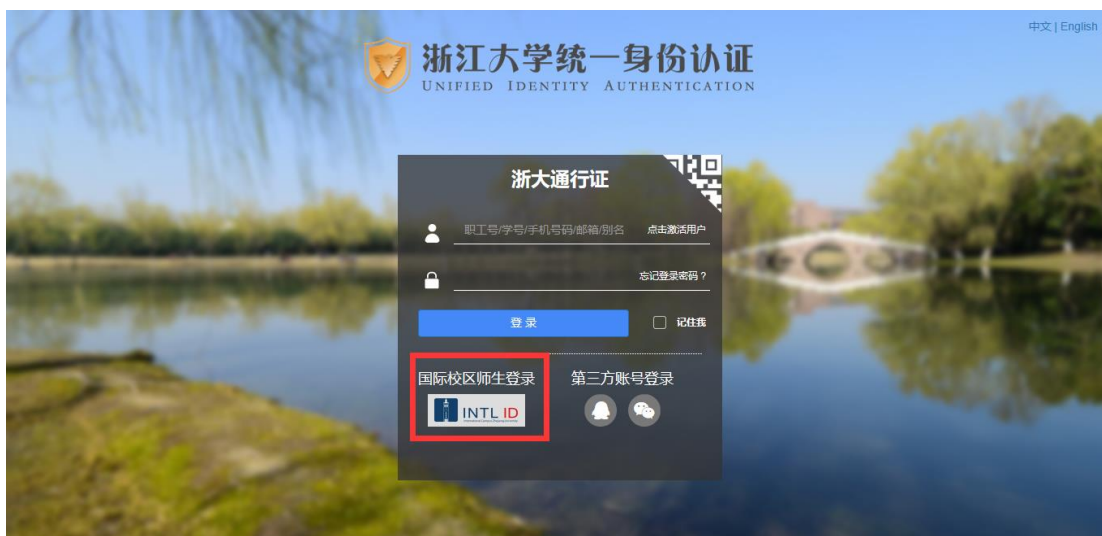 中文 | English
浙江大学统一身份认证
UNIFIED IDENTITY AUTHENTICATION
浙大通行证
职工号/学号/手机号码/邮箱/别名 点击激活用户
忘记登录密码？
登 录 记住我
国际校区师生登录 第三方账号登录
INTL ID